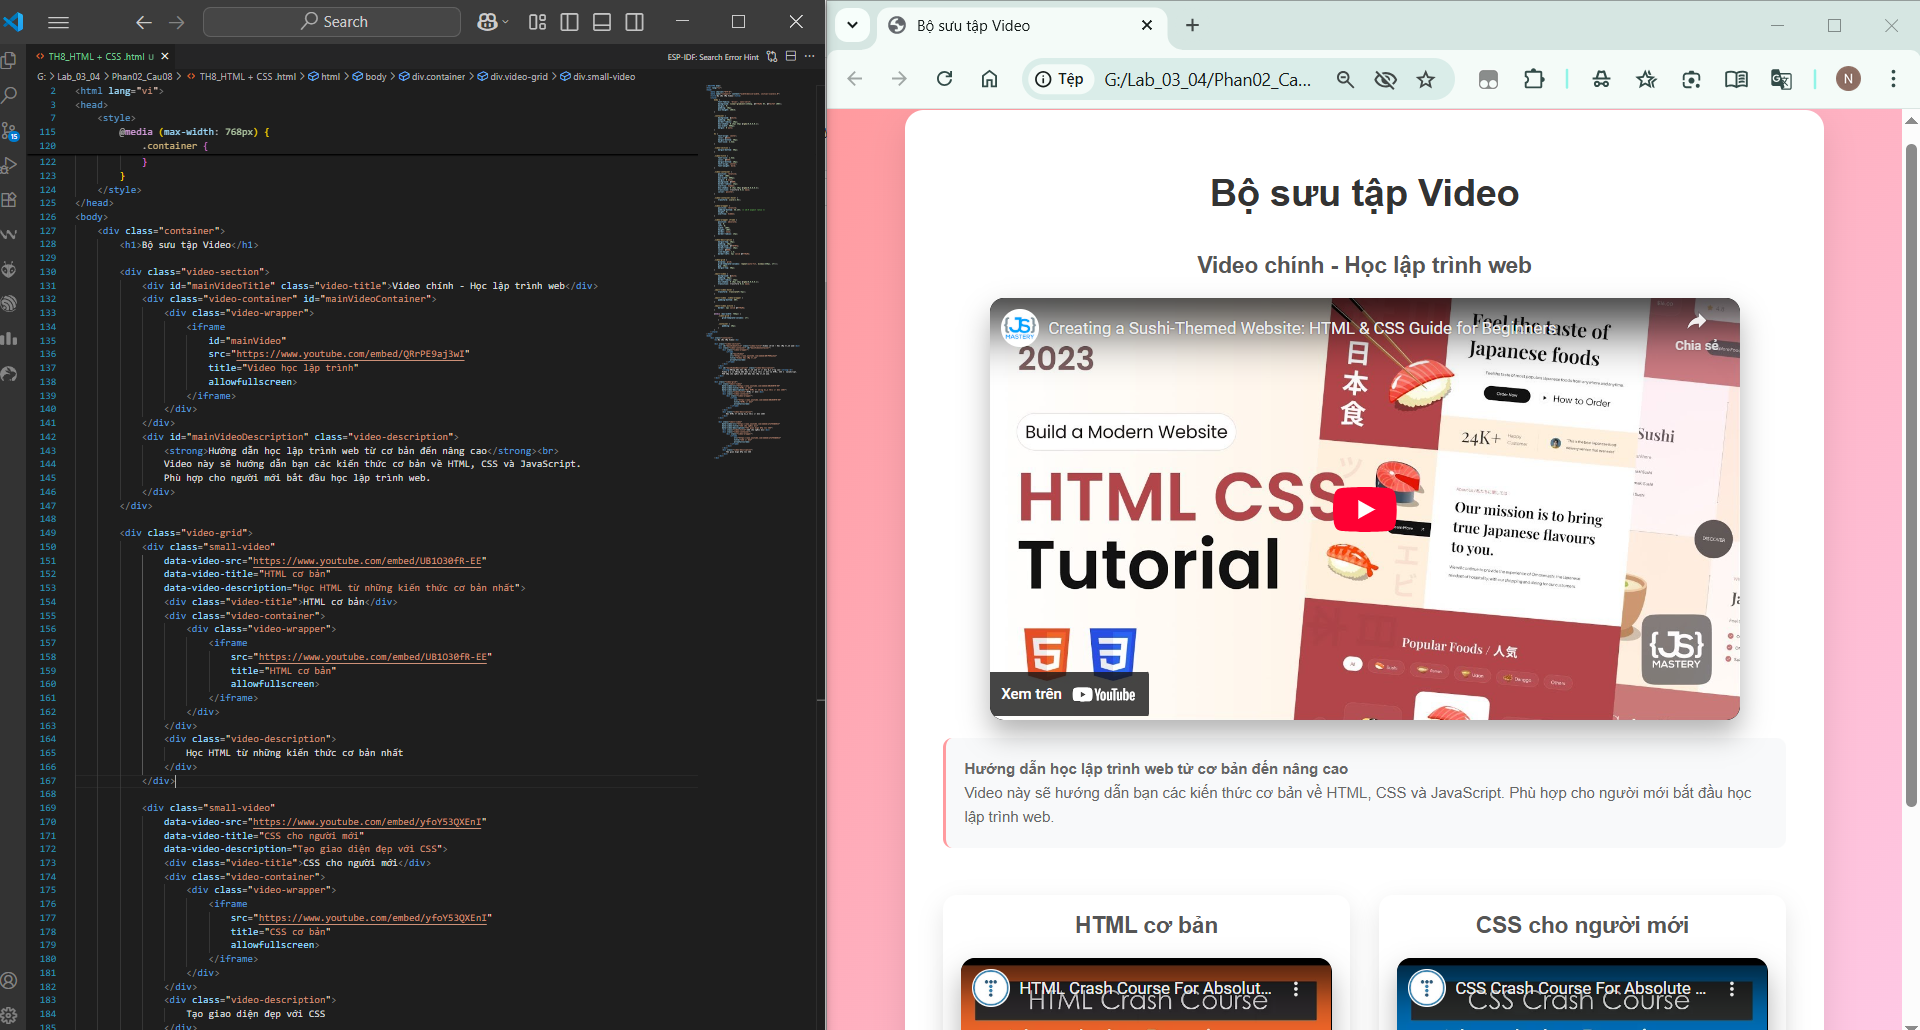 Search
TH8_HTML + CSS .html U
ESP-IDF: Search Error Hint
G: > Lab_03_04 > Phan02_Cau08 > TH8_HTML + CSS .html > html > body > div.container > div.video-grid > div.small-video
2 <html lang="vi">
3 <head>
7 <style>
115 @media (max-width: 768px) {
120 .container {
122 }
123 }
124 </style>
125 </head>
126 <body>
127 <div class="container">
128 <h1>Bộ sưu tập Video</h1>
129
130 <div class="video-section">
131 <div id="mainVideoTitle" class="video-title">Video chính - Học lập trình web</div>
132 <div class="video-container" id="mainVideoContainer">
133 <div class="video-wrapper">
134 <iframe
135 id="mainVideo"
136 src="https://www.youtube.com/embed/QRrPE9aj3wI"
137 title="Video học lập trình"
138 allowfullscreen>
139 </iframe>
140 </div>
141 </div>
142 <div id="mainVideoDescription" class="video-description">
143 <strong>Hướng dẫn học lập trình web từ cơ bản đến nâng cao</strong><br>
144 Video này sẽ hướng dẫn bạn các kiến thức cơ bản về HTML, CSS và JavaScript.
145 Phù hợp cho người mới bắt đầu học lập trình web.
146 </div>
147 </div>
148
149 <div class="video-grid">
150 <div class="small-video"
151 data-video-src="https://www.youtube.com/embed/UB1O30fR-EE"
152 data-video-title="HTML cơ bản"
153 data-video-description="Học HTML từ những kiến thức cơ bản nhất">
154 <div class="video-title">HTML cơ bản</div>
155 <div class="video-container">
156 <div class="video-wrapper">
157 <iframe
158 src="https://www.youtube.com/embed/UB1O30fR-EE"
159 title="HTML cơ bản"
160 allowfullscreen>
161 </iframe>
162 </div>
163 </div>
164 <div class="video-description">
165 Học HTML từ những kiến thức cơ bản nhất
166 </div>
167 </div>
168
169 <div class="small-video"
170 data-video-src="https://www.youtube.com/embed/yfoY53QXEnI"
171 data-video-title="CSS cho người mới"
172 data-video-description="Tạo giao diện đẹp với CSS">
173 <div class="video-title">CSS cho người mới</div>
174 <div class="video-container">
175 <div class="video-wrapper">
176 <iframe
177 src="https://www.youtube.com/embed/yfoY53QXEnI"
178 title="CSS cơ bản"
179 allowfullscreen>
180 </iframe>
181 </div>
182 </div>
183 <div class="video-description">
184 Tạo giao diện đẹp với CSS
185 </div>
15
Bộ sưu tập Video
Tệp
G:/Lab_03_04/Phan02_Ca...
N
Bộ sưu tập Video
Video chính - Học lập trình web
{JS}
MASTERY
Creating a Sushi-Themed Website: HTML & CSS Guide for Beginners
Chia sẻ
2023
Build a Modern Website
HTML CSS
Tutorial
Xem trên YouTube
日本食
Feel the taste of
Japanese foods
Order Now
How to Order
24K+
Sushi
Our mission is to bring
true Japanese flavours
to you.
DISCOVER
Popular Foods / 人気
All
Sushi
Others
{JS}
MASTERY
Hướng dẫn học lập trình web từ cơ bản đến nâng cao
Video này sẽ hướng dẫn bạn các kiến thức cơ bản về HTML, CSS và JavaScript. Phù hợp cho người mới bắt đầu học
lập trình web.
HTML cơ bản
HTML Crash Course For Absolut...
HTML Crash Course
CSS cho người mới
CSS Crash Course For Absolute ...
CSS Crash Course